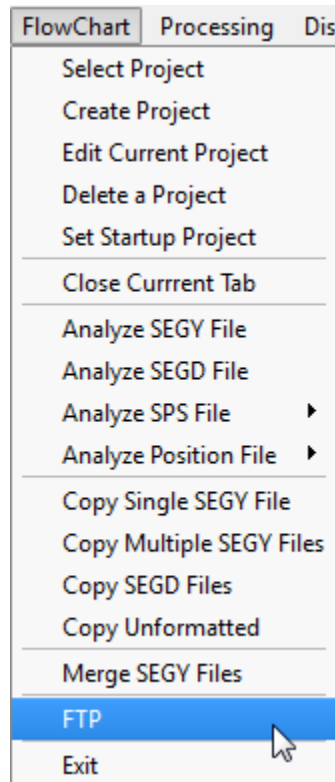 FlowChart Processing Dis
Select Project
Create Project
Edit Current Project
Delete a Project
Set Startup Project
Close Currrent Tab
Analyze SEGY File
Analyze SEGD File
Analyze SPS File
Analyze Position File
Copy Single SEGY File
Copy Multiple SEGY Files
Copy SEGD Files
Copy Unformatted
Merge SEGY Files
FTP
Exit